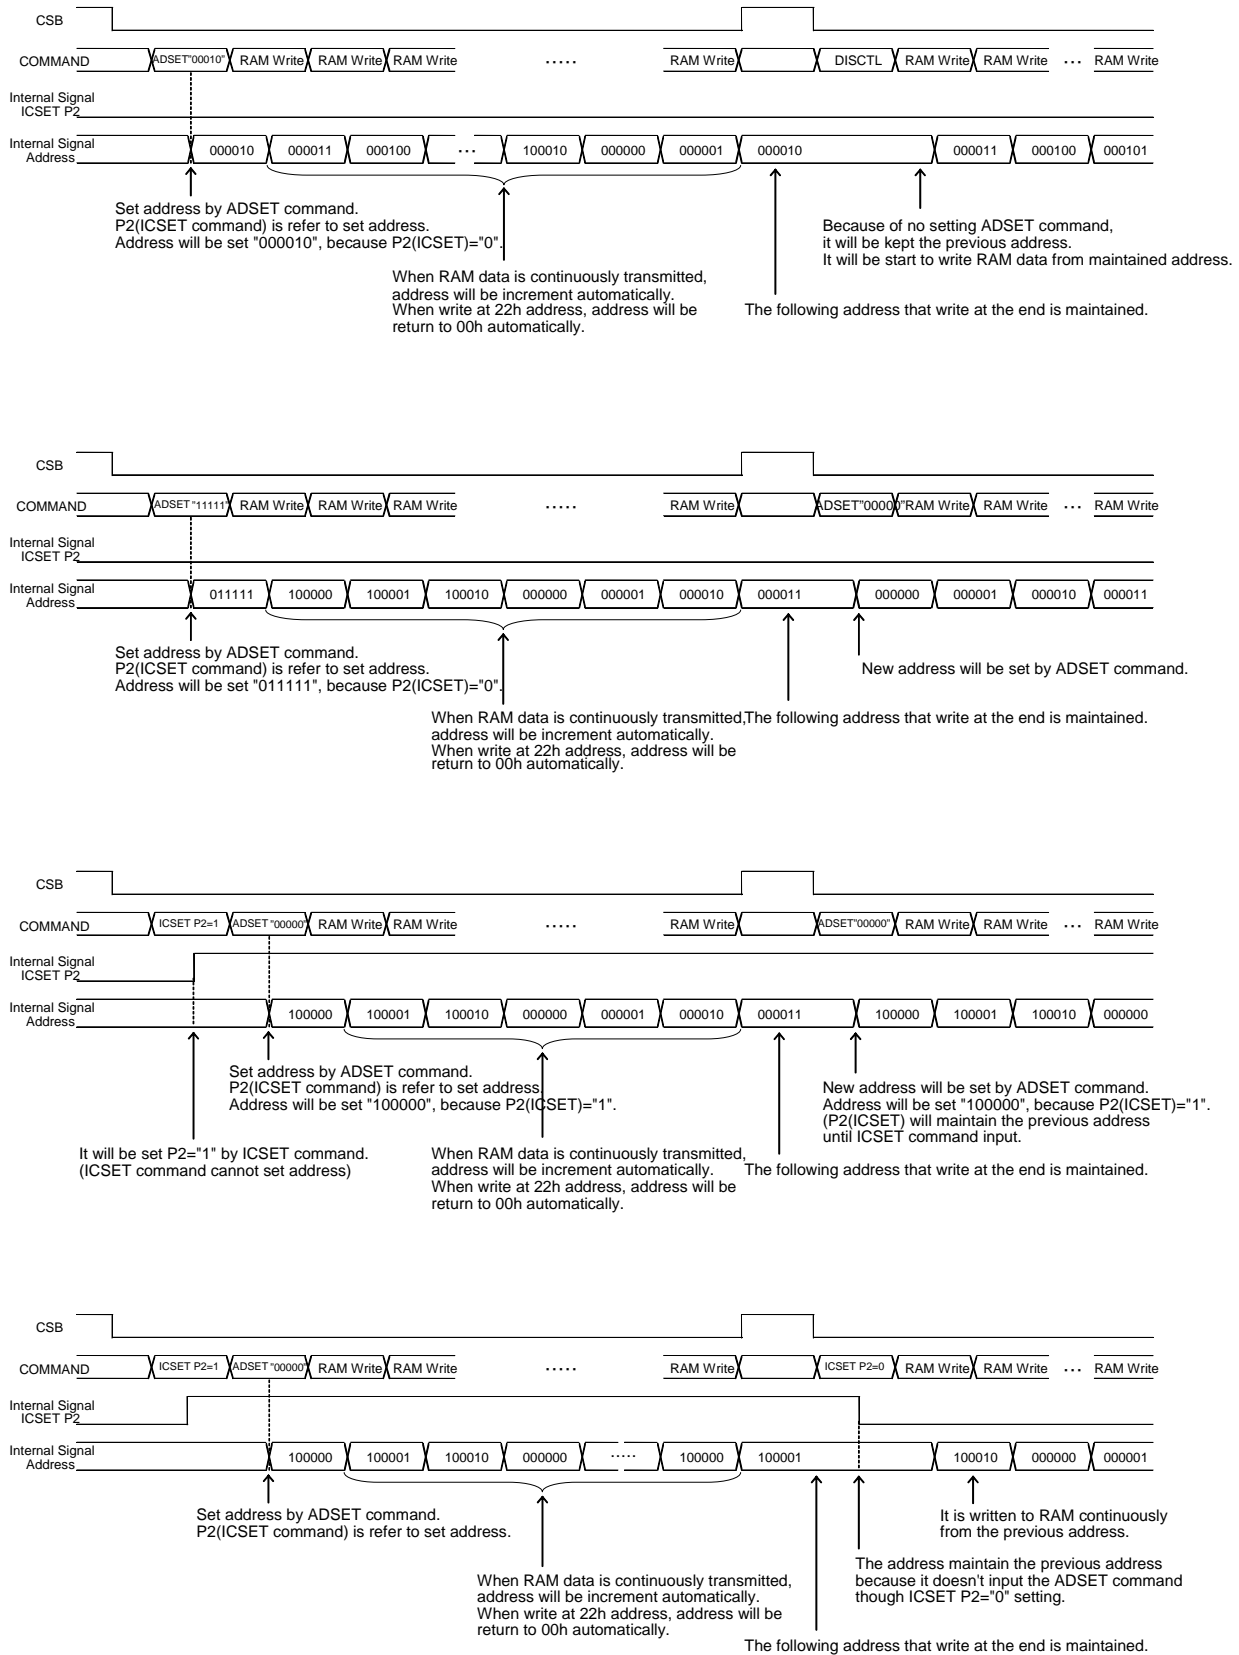 CSB
COMMAND ADSET"00010" RAM Write RAM Write RAM Write ····· RAM Write DISCTL RAM Write RAM Write ··· RAM Write
Internal Signal
ICSET P2
Internal Signal
Address
000010 000011 000100 ··· 100010 000000 000001 000010 000011 000100 000101
Set address by ADSET command.
P2(ICSET command) is refer to set address.
Address will be set "000010", because P2(ICSET)="0".
Because of no setting ADSET command,
it will be kept the previous address.
It will be start to write RAM data from maintained address.
When RAM data is continuously transmitted,
address will be increment automatically.
When write at 22h address, address will be
return to 00h automatically.
The following address that write at the end is maintained.
CSB
COMMAND ADSET"11111" RAM Write RAM Write RAM Write ····· RAM Write ADSET"00000" RAM Write RAM Write ··· RAM Write
Internal Signal
ICSET P2
Internal Signal
Address
011111 100000 100001 100010 000000 000001 000010 000011 000000 000001 000010 000011
Set address by ADSET command.
P2(ICSET command) is refer to set address.
Address will be set "011111", because P2(ICSET)="0".
New address will be set by ADSET command.
When RAM data is continuously transmitted,
address will be increment automatically.
When write at 22h address, address will be
return to 00h automatically.
The following address that write at the end is maintained.
CSB
COMMAND ICSET P2=1 ADSET"00000" RAM Write RAM Write ····· RAM Write ADSET"00000" RAM Write RAM Write ··· RAM Write
Internal Signal
ICSET P2
Internal Signal
Address
100000 100001 100010 000000 000001 000010 000011 100000 100001 100010 000000
Set address by ADSET command.
P2(ICSET command) is refer to set address.
Address will be set "100000", because P2(ICSET)="1".
New address will be set by ADSET command.
Address will be set "100000", because P2(ICSET)="1".
(P2(ICSET) will maintain the previous address
until ICSET command input.
It will be set P2="1" by ICSET command.
(ICSET command cannot set address)
When RAM data is continuously transmitted,
address will be increment automatically.
When write at 22h address, address will be
return to 00h automatically.
The following address that write at the end is maintained.
CSB
COMMAND ICSET P2=1 ADSET"00000" RAM Write RAM Write ····· RAM Write ICSET P2=0 RAM Write RAM Write ··· RAM Write
Internal Signal
ICSET P2
Internal Signal
Address
100000 100001 100010 000000 ····· 100000 100001 100010 000000 000001
Set address by ADSET command.
P2(ICSET command) is refer to set address.
It is written to RAM continuously
from the previous address.
The address maintain the previous address
because it doesn't input the ADSET command
though ICSET P2="0" setting.
When RAM data is continuously transmitted,
address will be increment automatically.
When write at 22h address, address will be
return to 00h automatically.
The following address that write at the end is maintained.